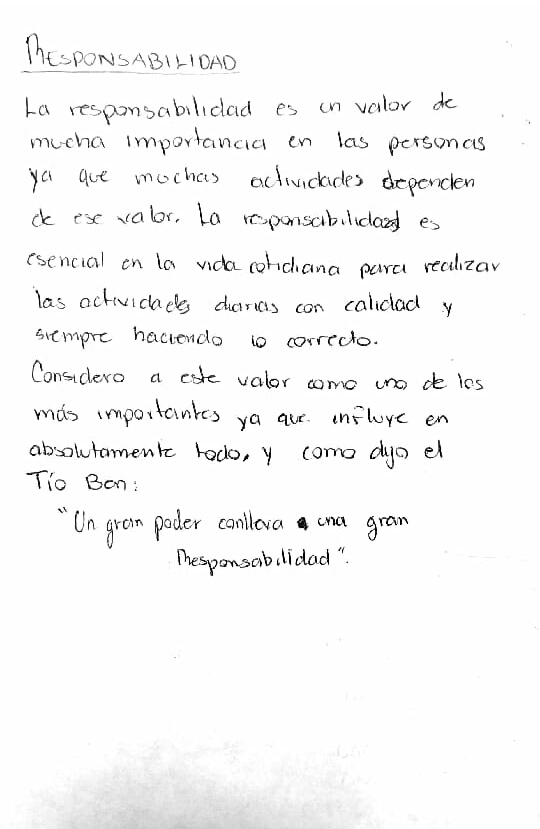 RESPONSABILIDAD
La responsabilidad es un valor de
mucha importancia en las personas
ya que muchas actividades dependen
de ese valor. La responsabilidad es
esencial en la vida cotidiana para realizar
las actividades diarias con calidad y
siempre haciendo lo correcto.
Considero a este valor como uno de los
más importantes ya que influye en
absolutamente todo, y como dijo el
Tío Ben:
"Un gran poder conlleva a una gran
Responsabilidad".